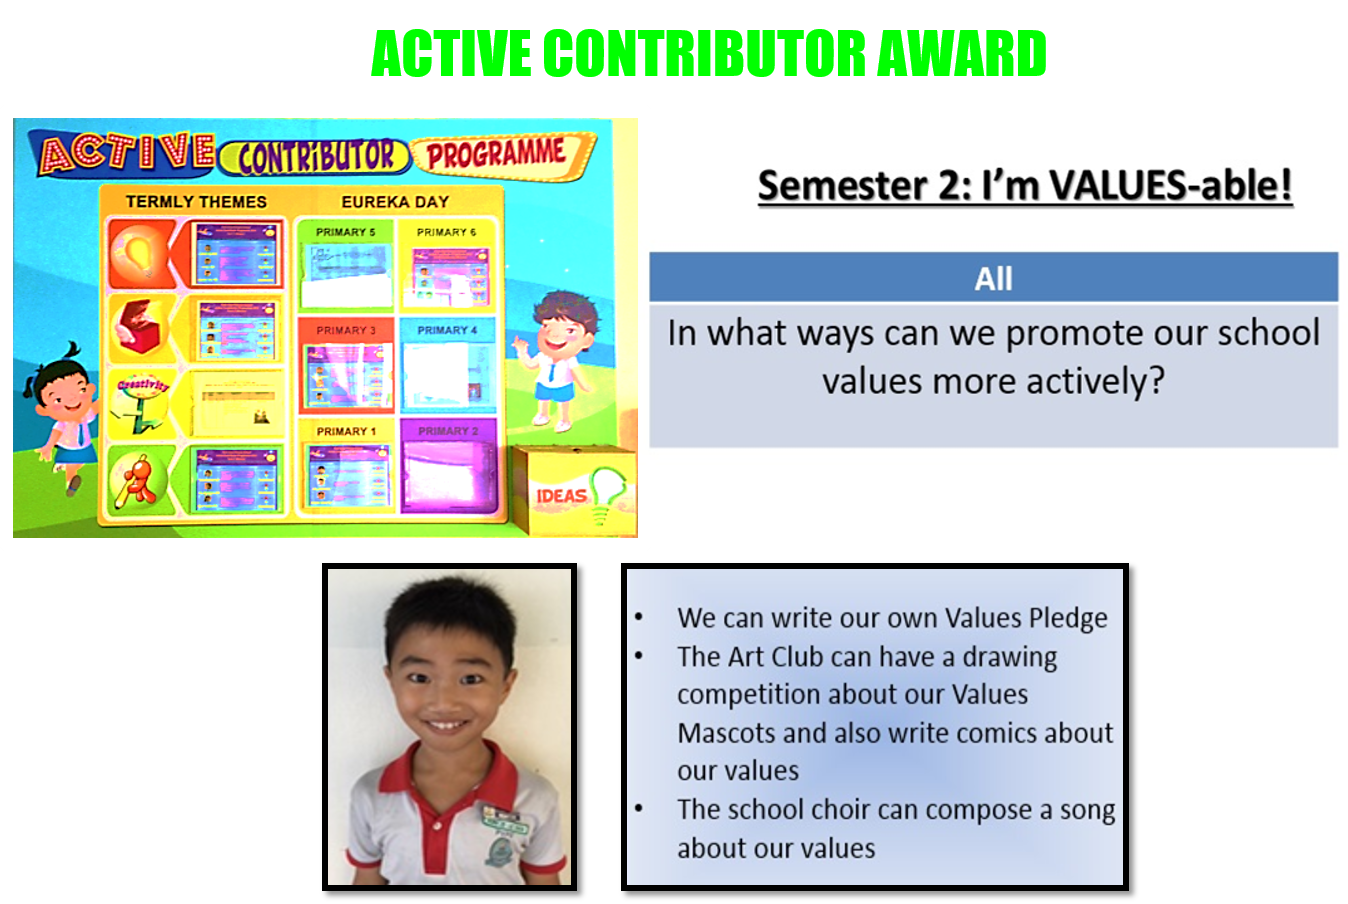 ACTIVE CONTRIBUTOR AWARD
ACTIVE CONTRIBUTOR PROGRAMME
TERMLY THEMES
EUREKA DAY
PRIMARY 5
PRIMARY 6
PRIMARY 3
PRIMARY 4
Creativity
PRIMARY 1
PRIMARY 2
IDEAS
Semester 2: I'm VALUES-able!
All
In what ways can we promote our school
values more actively?
• We can write our own Values Pledge
• The Art Club can have a drawing
competition about our Values
Mascots and also write comics about
our values
• The school choir can compose a song
about our values